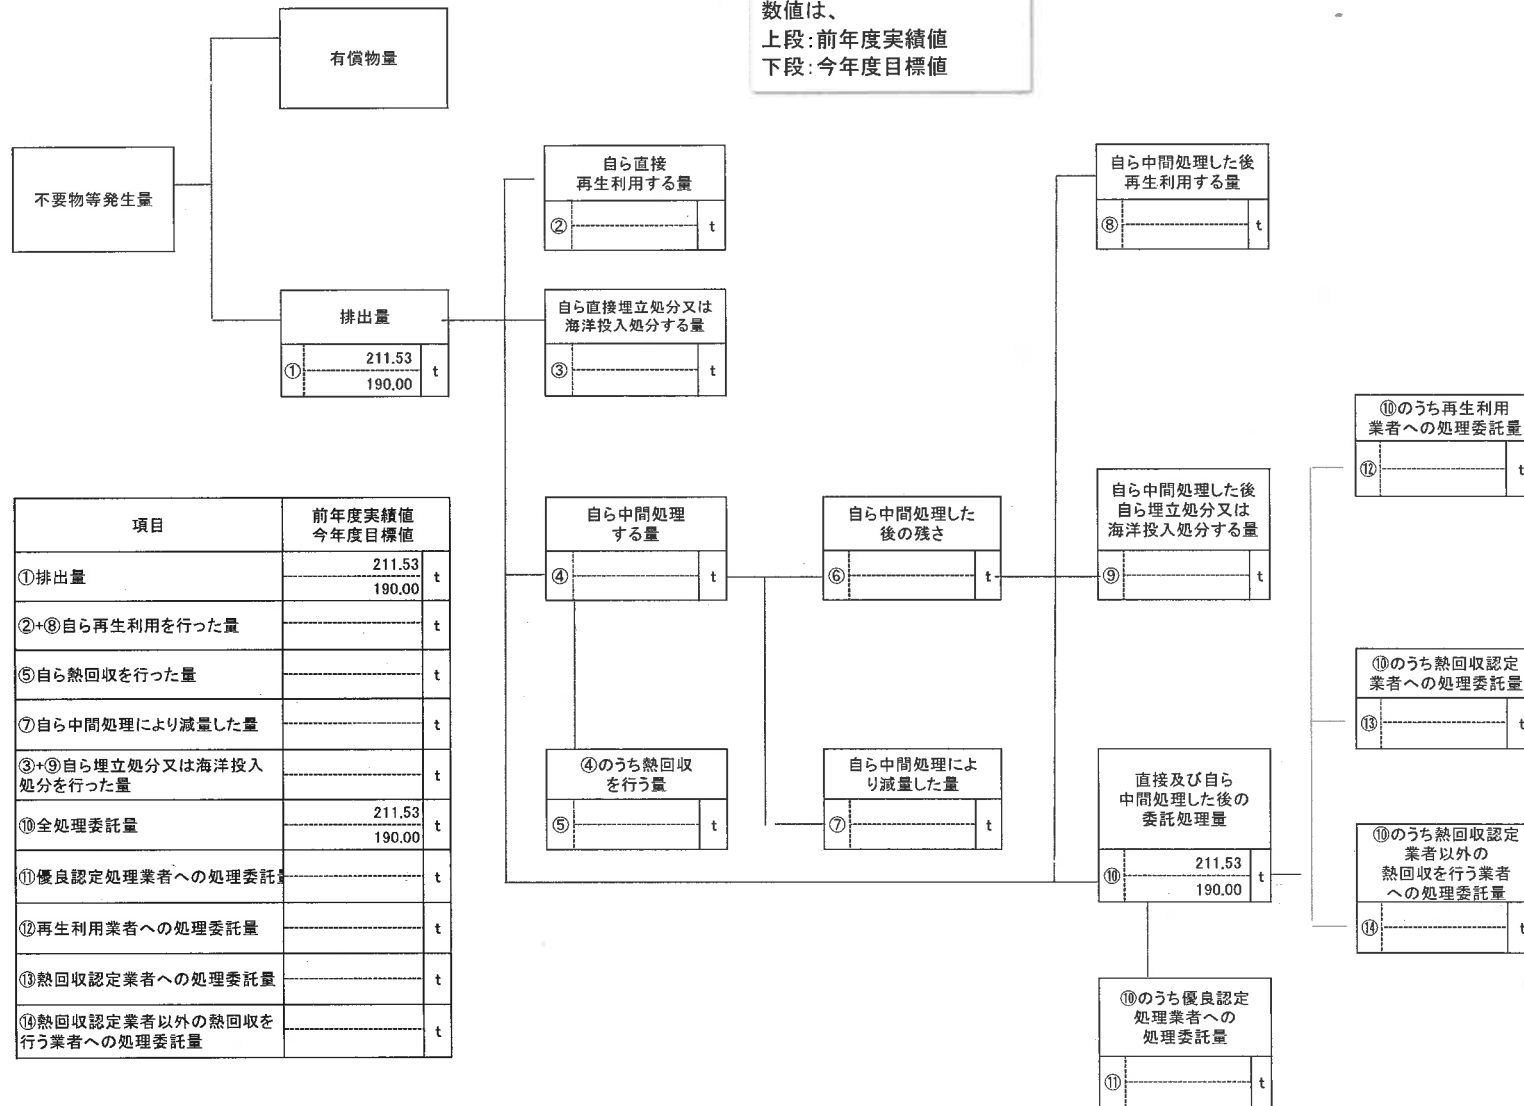 数値は、
上段:前年度実績値
下段:今年度目標値
有償物量
不要物等発生量
自ら直接
再生利用する量
② t
自ら中間処理した後
再生利用する量
⑧ t
排出量
① 211.53 t
190.00
自ら直接埋立処分又は
海洋投入処分する量
③ t
⑩のうち再生利用
業者への処理委託量
⑫ t
自ら中間処理
する量
④ t
自ら中間処理した
後の残さ
⑥ t
自ら中間処理した後
自ら埋立処分又は
海洋投入処分する量
⑨ t
⑩のうち熱回収認定
業者への処理委託量
⑬ t
④のうち熱回収
を行う量
⑤ t
自ら中間処理によ
り減量した量
⑦ t
直接及び自ら
中間処理した後の
委託処理量
⑩ 211.53 t
190.00
⑩のうち熱回収認定
業者以外の
熱回収を行う業者
への処理委託量
⑭ t
⑩のうち優良認定
処理業者への
処理委託量
⑪ t
項目 前年度実績値
今年度目標値
①排出量 211.53 t
190.00
②+⑧自ら再生利用を行った量 t
⑤自ら熱回収を行った量 t
⑦自ら中間処理により減量した量 t
③+⑨自ら埋立処分又は海洋投入
処分を行った量 t
⑩全処理委託量 211.53 t
190.00
⑪優良認定処理業者への処理委託 t
⑫再生利用業者への処理委託量 t
⑬熱回収認定業者への処理委託量 t
⑭熱回収認定業者以外の熱回収を
行う業者への処理委託量 t